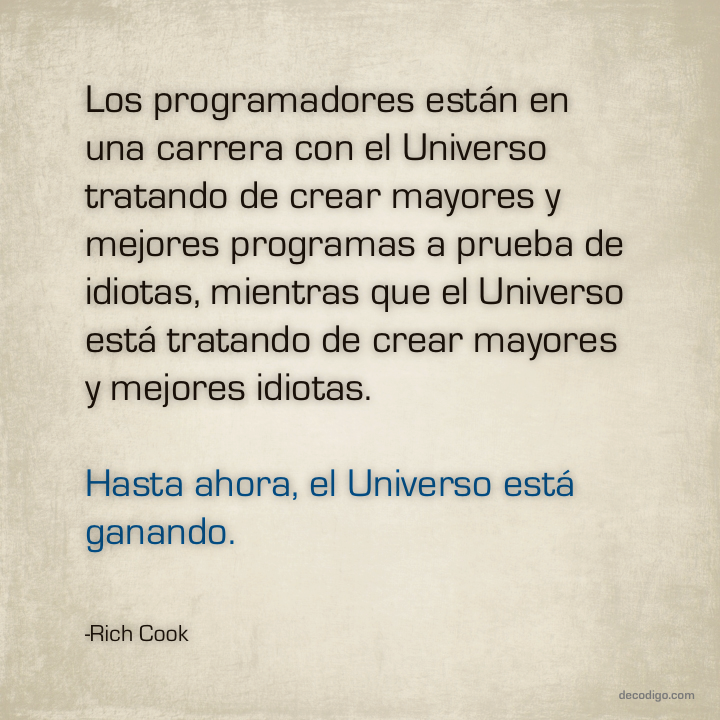 Los programadores están en
una carrera con el Universo
tratando de crear mayores y
mejores programas a prueba de
idiotas, mientras que el Universo
está tratando de crear mayores
y mejores idiotas.
Hasta ahora, el Universo está
ganando.
-Rich Cook
decodigo.com